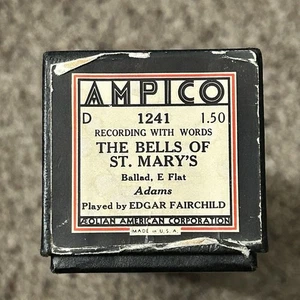 AMPICO
D 1241 1.50
RECORDING WITH WORDS
THE BELLS OF
ST. MARY'S
Ballad, E Flat
Adams
Played by EDGAR FAIRCHILD
ÆOLIAN AMERICAN CORPORATION
MADE IN U.S.A.